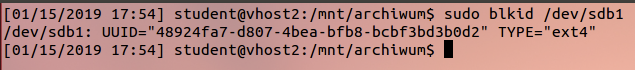 [01/15/2019 17:54] student@vhost2:/mnt/archiwum$ sudo blkid /dev/sdb1
/dev/sdb1: UUID="48924fa7-d807-4bea-bfb8-bcbf3bd3b0d2" TYPE="ext4"
[01/15/2019 17:54] student@vhost2:/mnt/archiwum$